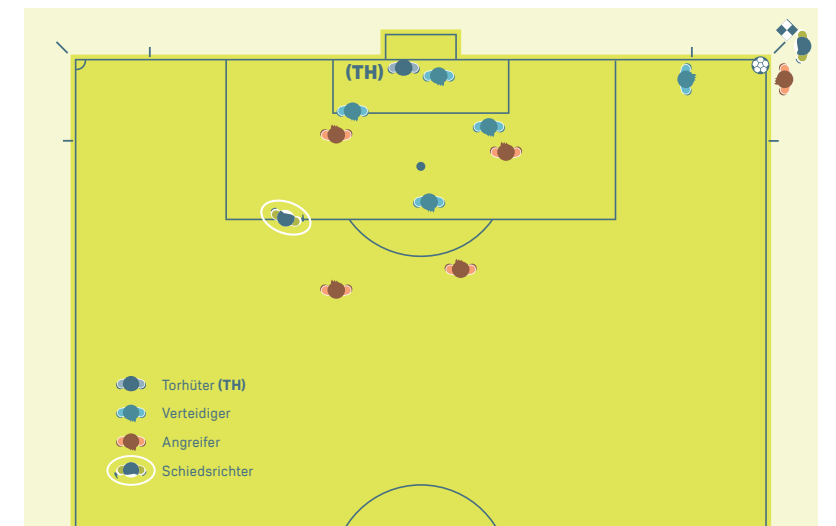 (TH)
Torhüter (TH)
Verteidiger
Angreifer
Schiedsrichter